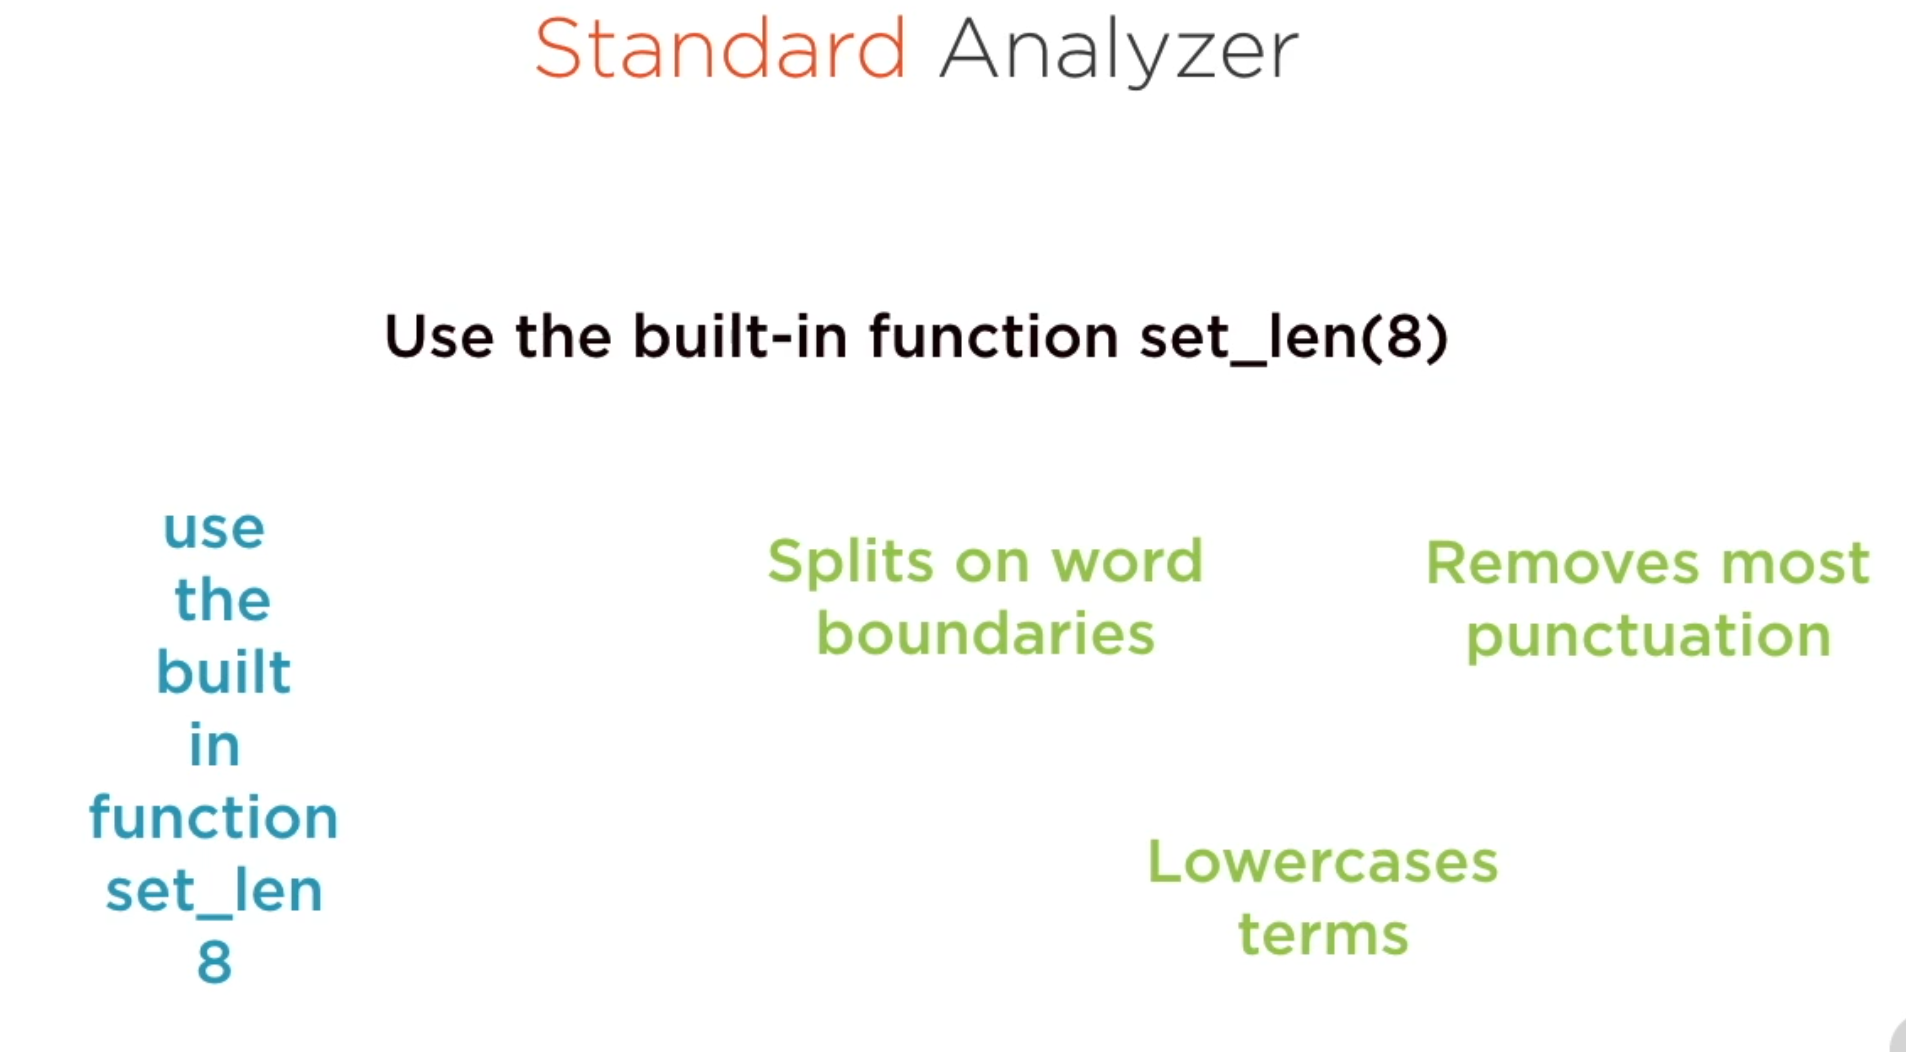 Standard Analyzer
Use the built-in function set_len(8)
use
the
built
in
function
set_len
8
Splits on word
boundaries
Removes most
punctuation
Lowercases
terms